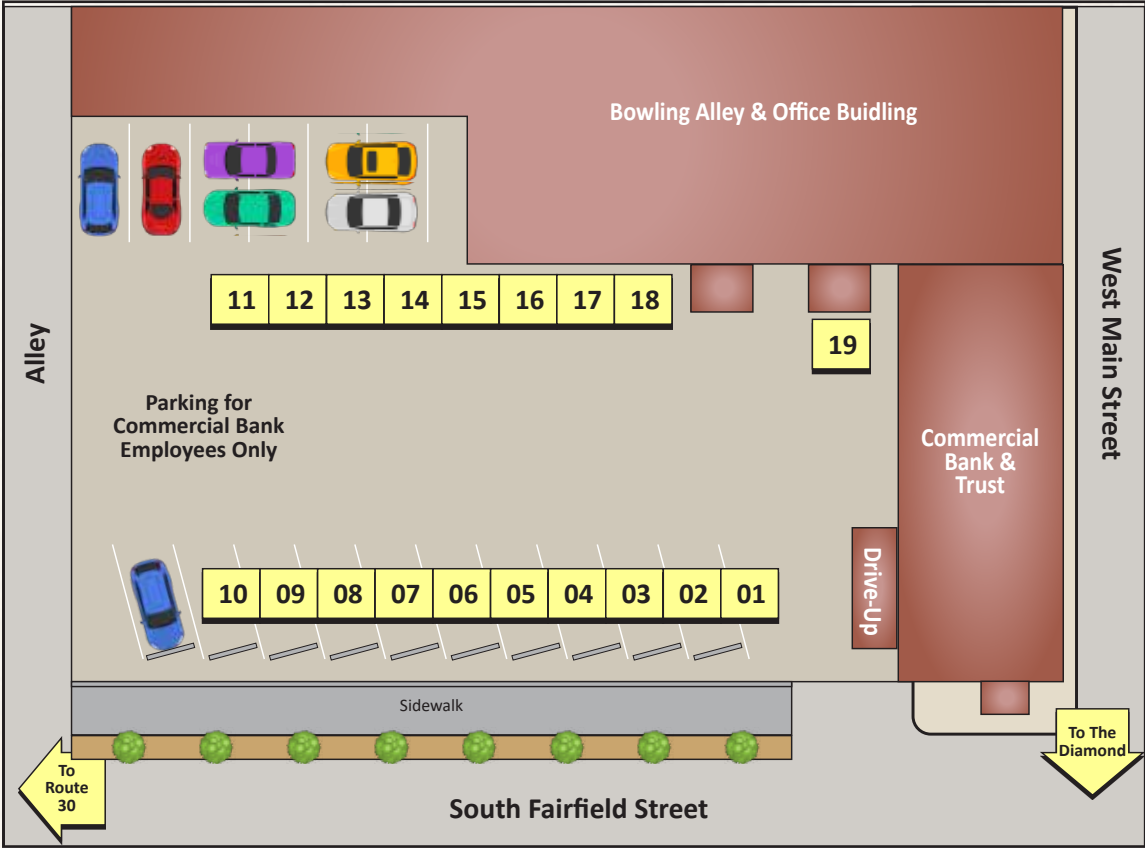 Bowling Alley & Office Buidling
11 12 13 14 15 16 17 18
19
Alley
West Main Street
Parking for
Commercial Bank
Employees Only
Commercial
Bank &
Trust
Drive-Up
10 09 08 07 06 05 04 03 02 01
Sidewalk
To The
Diamond
To
Route
30
South Fairfield Street